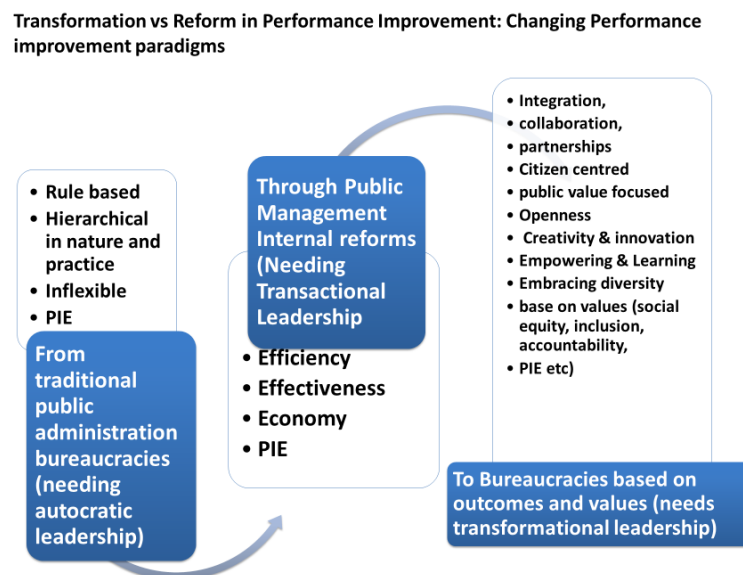 Transformation vs Reform in Performance Improvement: Changing Performance
improvement paradigms
• Rule based
• Hierarchical
in nature and
practice
• Inflexible
• PIE
From
traditional
public
administration
bureaucracies
(needing
autocratic
leadership)
Through Public
Management
Internal reforms
(Needing
Transactional
Leadership
• Efficiency
• Effectiveness
• Economy
• PIE
• Integration,
• collaboration,
• partnerships
• Citizen centred
• public value focused
• Openness
• Creativity & innovation
• Empowering & Learning
• Embracing diversity
• base on values (social
equity, inclusion,
accountability,
• PIE etc)
To Bureaucracies based on
outcomes and values (needs
transformational leadership)